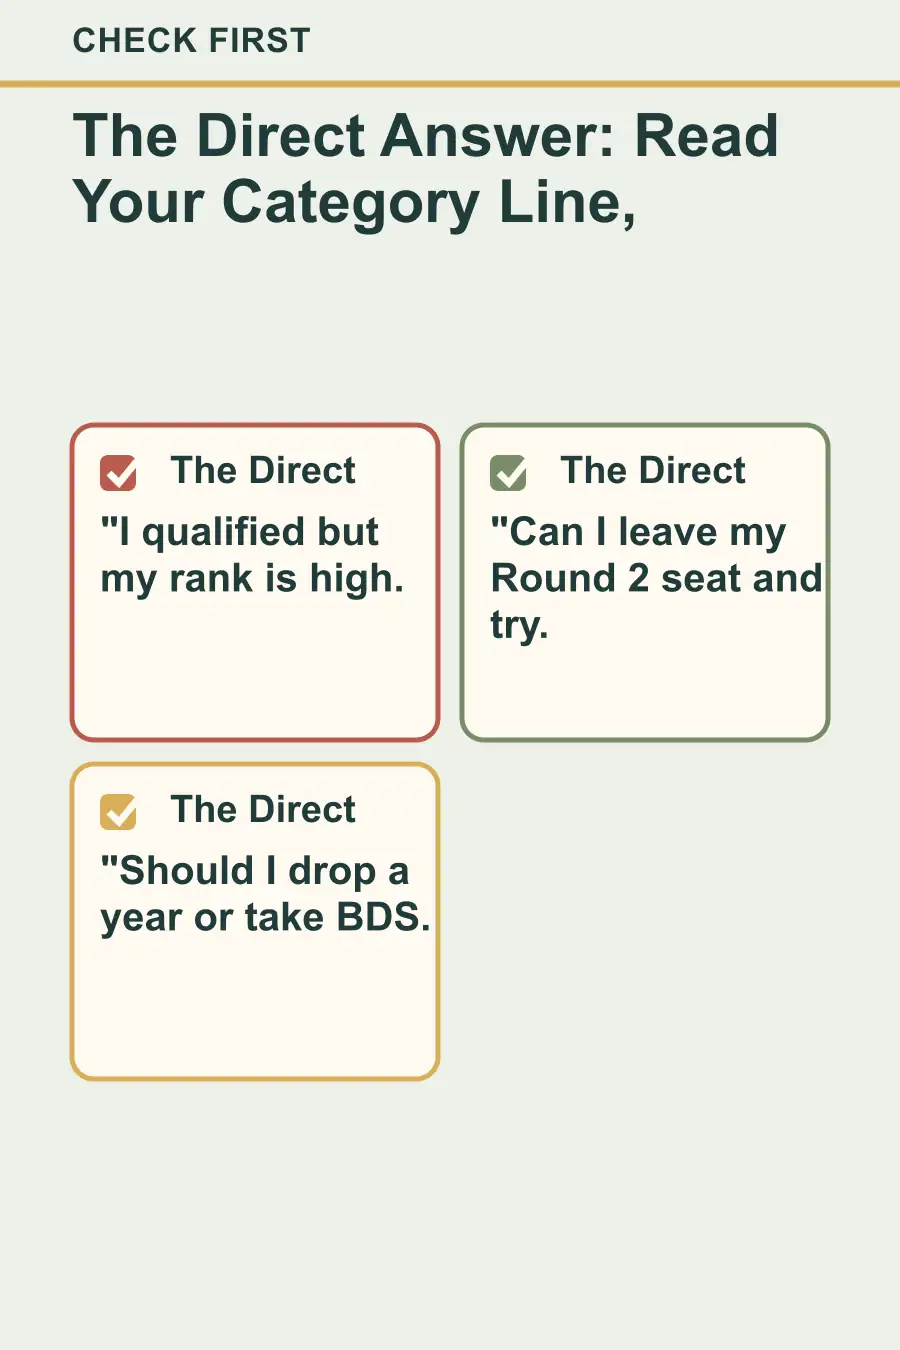 CHECK FIRST
The Direct Answer: Read
Your Category Line,
The Direct
"I qualified but
my rank is high.
The Direct
"Can I leave my
Round 2 seat and
try.
The Direct
"Should I drop a
year or take BDS.